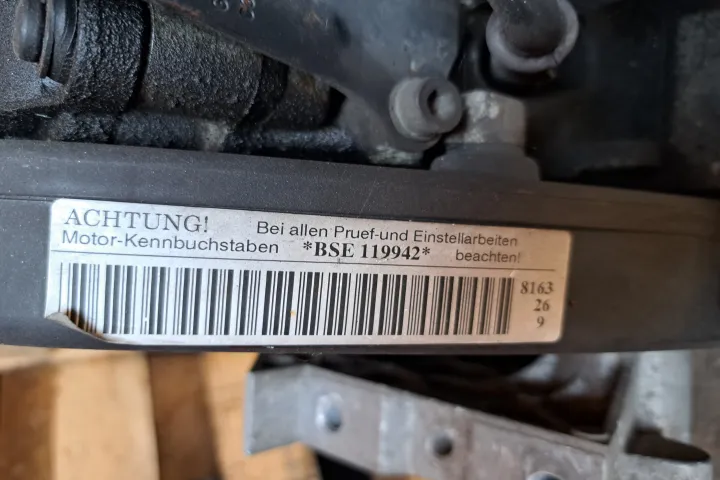 ACHTUNG! Bei allen Pruef-und Einstellarbeiten
Motor-Kennbuchstaben *BSE 119942* beachten!
8163
26
9